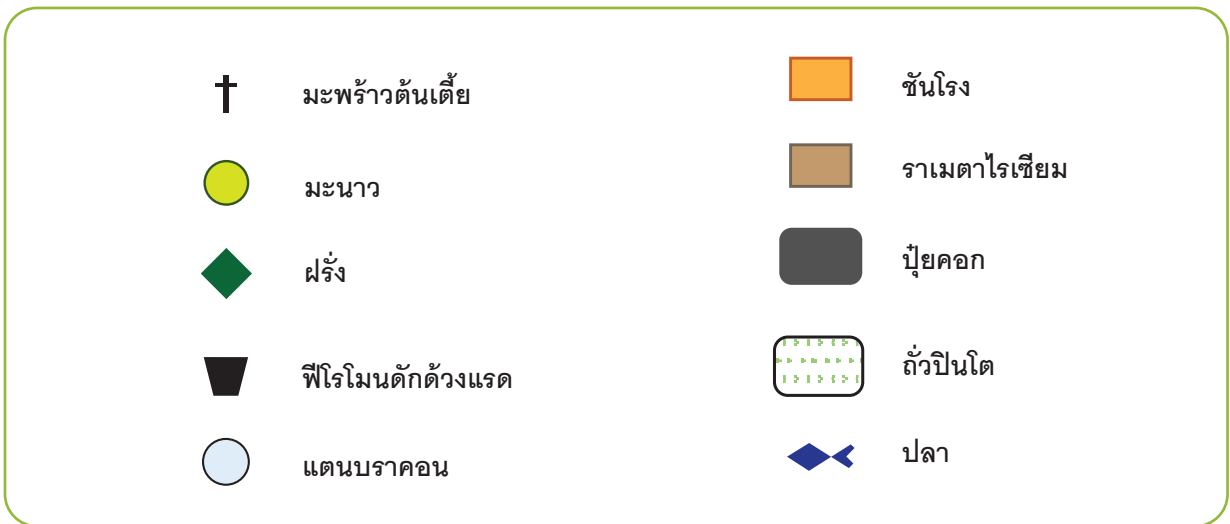 มะพร้าวต้นเตี้ย
มะนาว
ฝรั่ง
ฟีโรโมนดักด้วงแรด
แตนบราคอน
ชันโรง
ราเมตาไรเซียม
ปุ๋ยคอก
ถั่วปินโต
ปลา